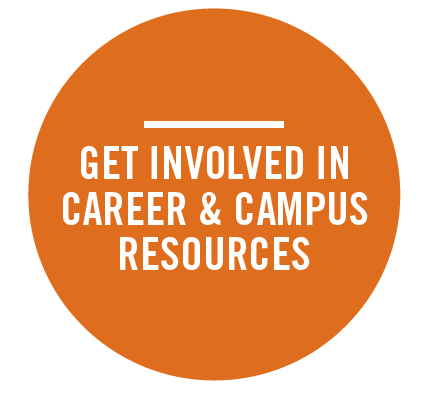 GET INVOLVED IN
CAREER & CAMPUS
RESOURCES